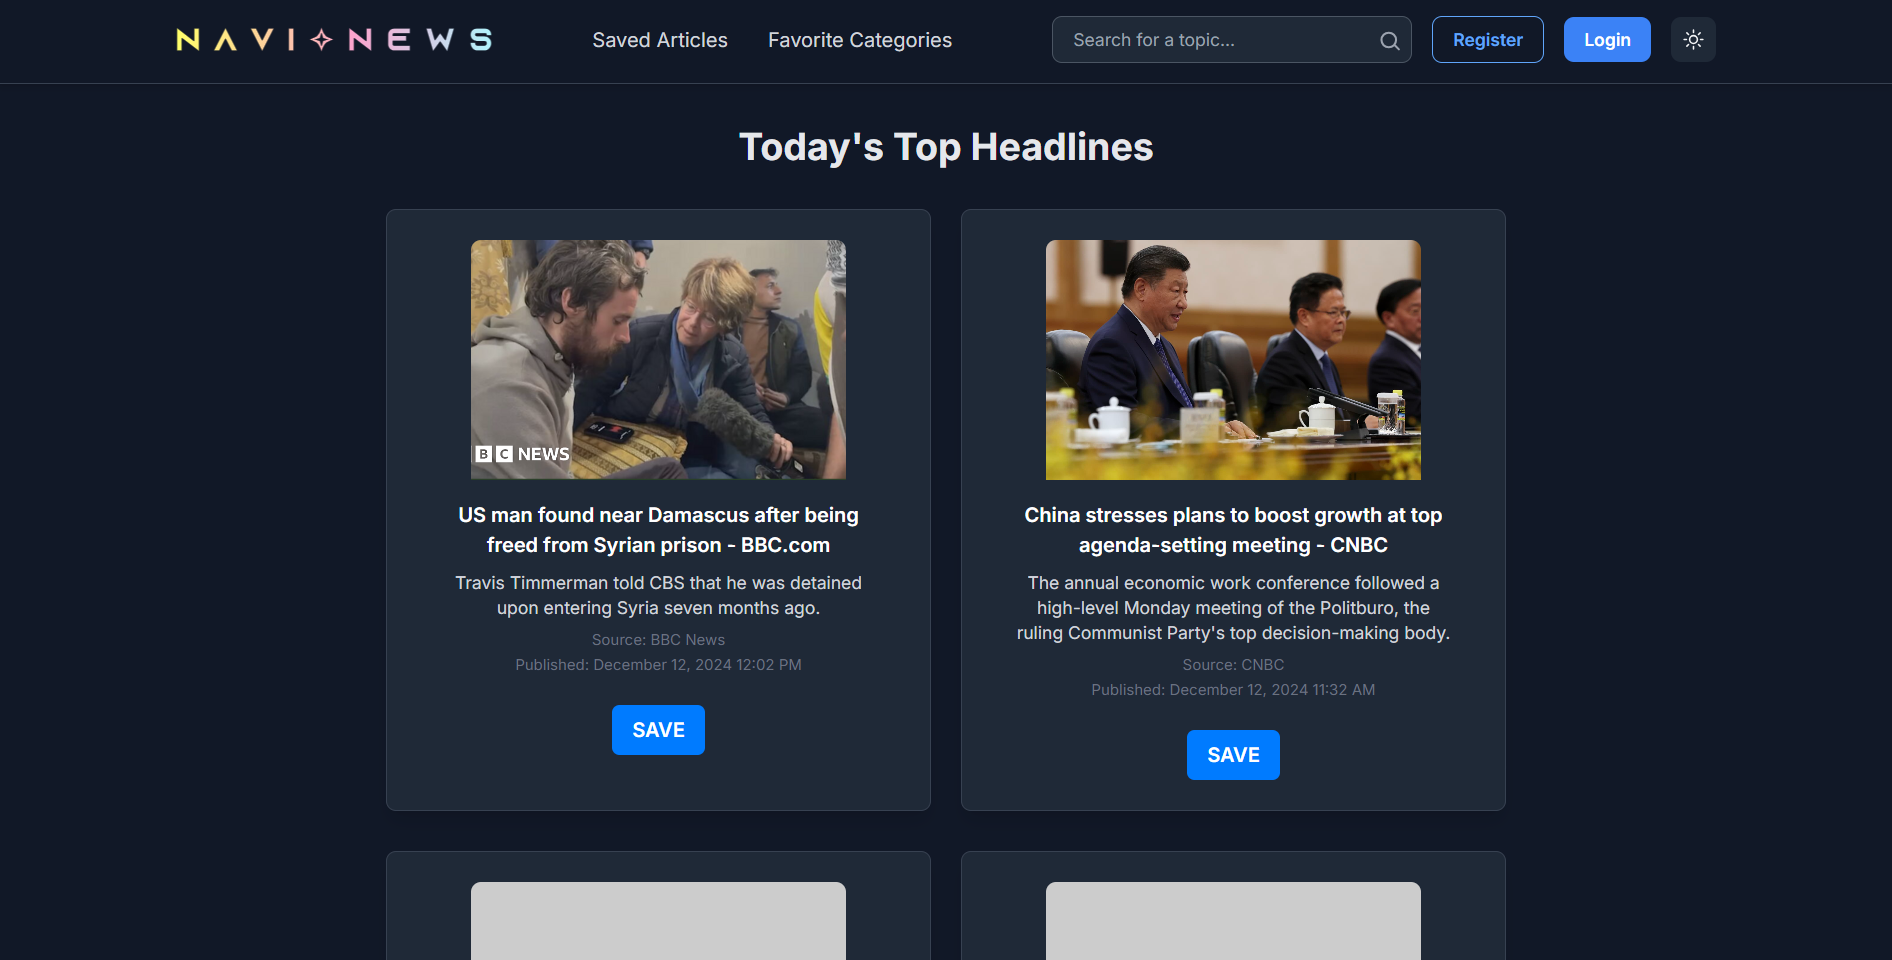 NAVI NEWS
Saved Articles
Favorite Categories
Search for a topic...
Register
Login
Today's Top Headlines
BBC NEWS
US man found near Damascus after being
freed from Syrian prison - BBC.com
Travis Timmerman told CBS that he was detained
upon entering Syria seven months ago.
Source: BBC News
Published: December 12, 2024 12:02 PM
SAVE
China stresses plans to boost growth at top
agenda-setting meeting - CNBC
The annual economic work conference followed a
high-level Monday meeting of the Politburo, the
ruling Communist Party's top decision-making body.
Source: CNBC
Published: December 12, 2024 11:32 AM
SAVE